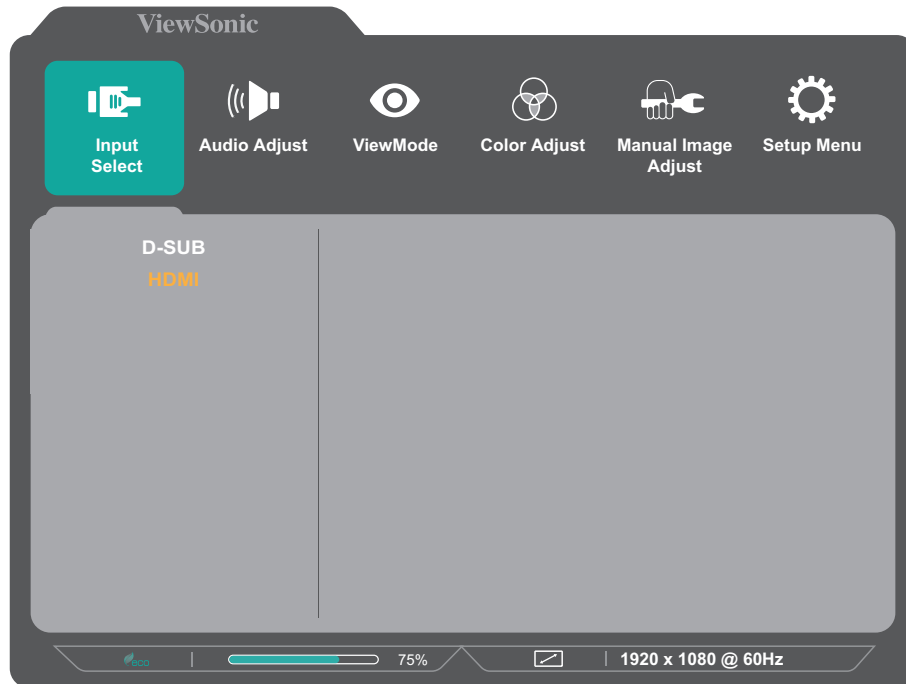 ViewSonic
Input
Select
Audio Adjust
ViewMode
Color Adjust
Manual Image
Adjust
Setup Menu
D-SUB
HDMI
eco
75%
1920 x 1080 @ 60Hz